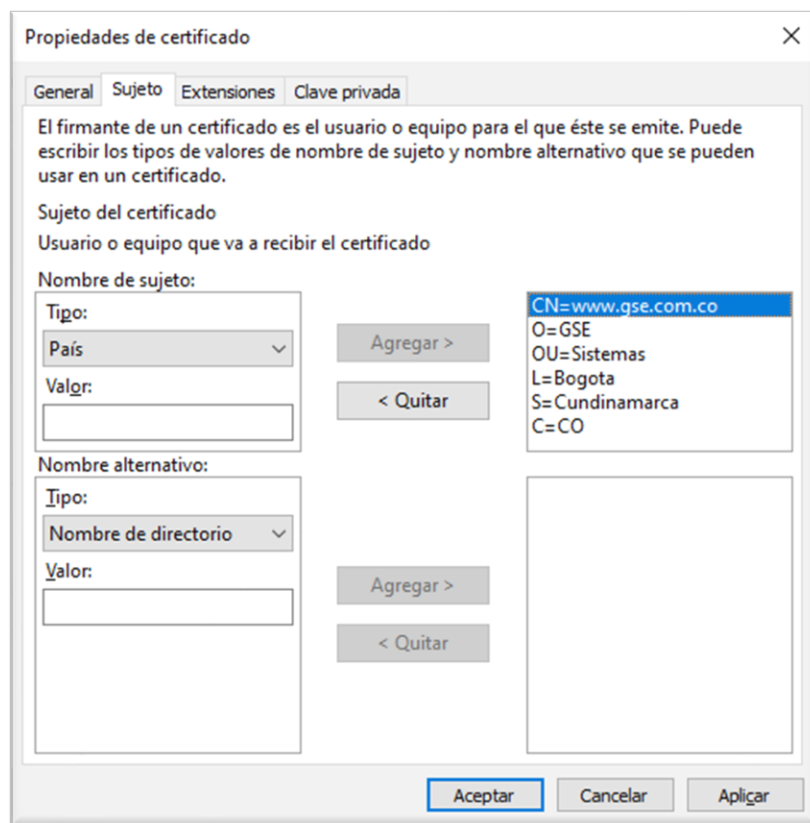 Propiedades de certificado
General Sujeto Extensiones Clave privada
El firmante de un certificado es el usuario o equipo para el que éste se emite. Puede
escribir los tipos de valores de nombre de sujeto y nombre alternativo que se pueden
usar en un certificado.
Sujeto del certificado
Usuario o equipo que va a recibir el certificado
Nombre de sujeto:
Tipo:
País
Valor:
Agregar >
< Quitar
CN=www.gse.com.co
O=GSE
OU=Sistemas
L=Bogota
S=Cundinamarca
C=CO
Nombre alternativo:
Tipo:
Nombre de directorio
Valor:
Agregar >
< Quitar
Aceptar Cancelar Aplicar